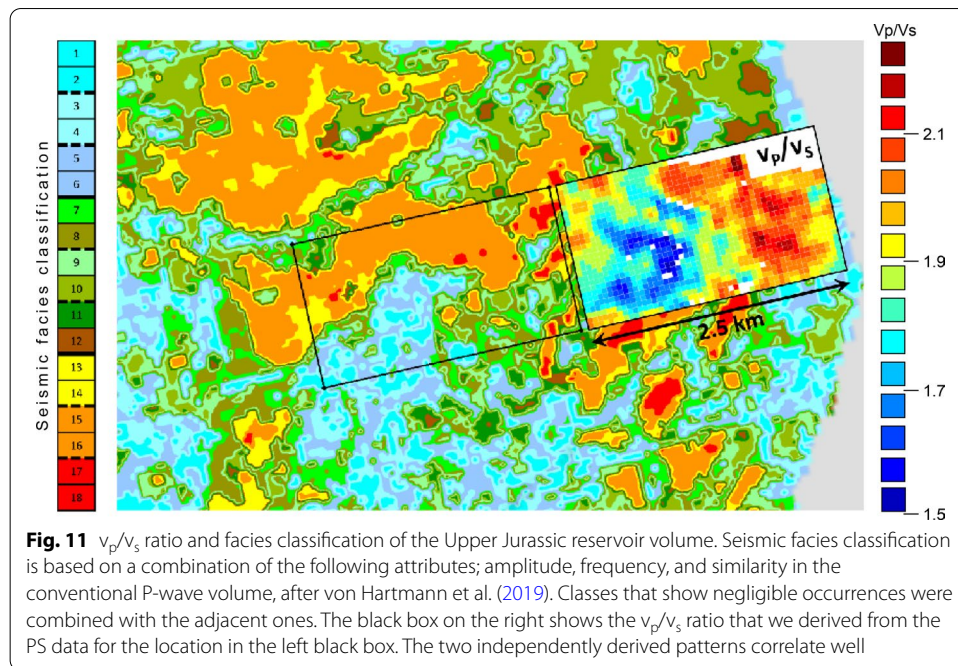 Seismic facies classification
1
2
3
4
5
6
7
8
9
10
11
12
13
14
15
16
17
18
vₚ/vₛ
2.5 km
Vp/Vs
2.1
1.9
1.7
1.5
Fig. 11 vₚ/vₛ ratio and facies classification of the Upper Jurassic reservoir volume. Seismic facies classification
is based on a combination of the following attributes; amplitude, frequency, and similarity in the
conventional P-wave volume, after von Hartmann et al. (2019). Classes that show negligible occurrences were
combined with the adjacent ones. The black box on the right shows the vₚ/vₛ ratio that we derived from the
PS data for the location in the left black box. The two independently derived patterns correlate well